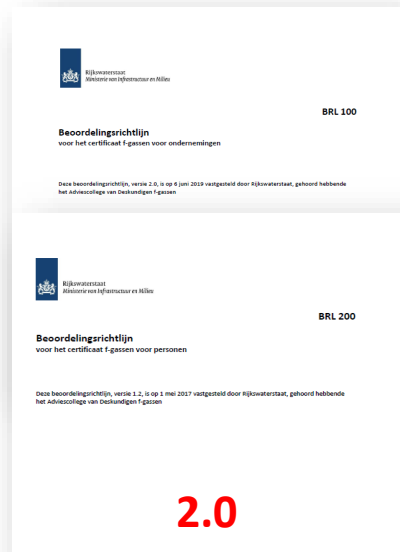 Rijkswaterstaat
Ministerie van Infrastructuur en Milieu
BRL 100
Beoordelingsrichtlijn
voor het certificaat f-gassen voor ondernemingen
Deze beoordelingsrichtlijn, versie 2.0, is op 6 juni 2019 vastgesteld door Rijkswaterstaat, gehoord hebbende
het Adviescollege van Deskundigen f-gassen
Rijkswaterstaat
Ministerie van Infrastructuur en Milieu
BRL 200
Beoordelingsrichtlijn
voor het certificaat f-gassen voor personen
Deze beoordelingsrichtlijn, versie 1.2, is op 1 mei 2017 vastgesteld door Rijkswaterstaat, gehoord hebbende
het Adviescollege van Deskundigen f-gassen
2.0